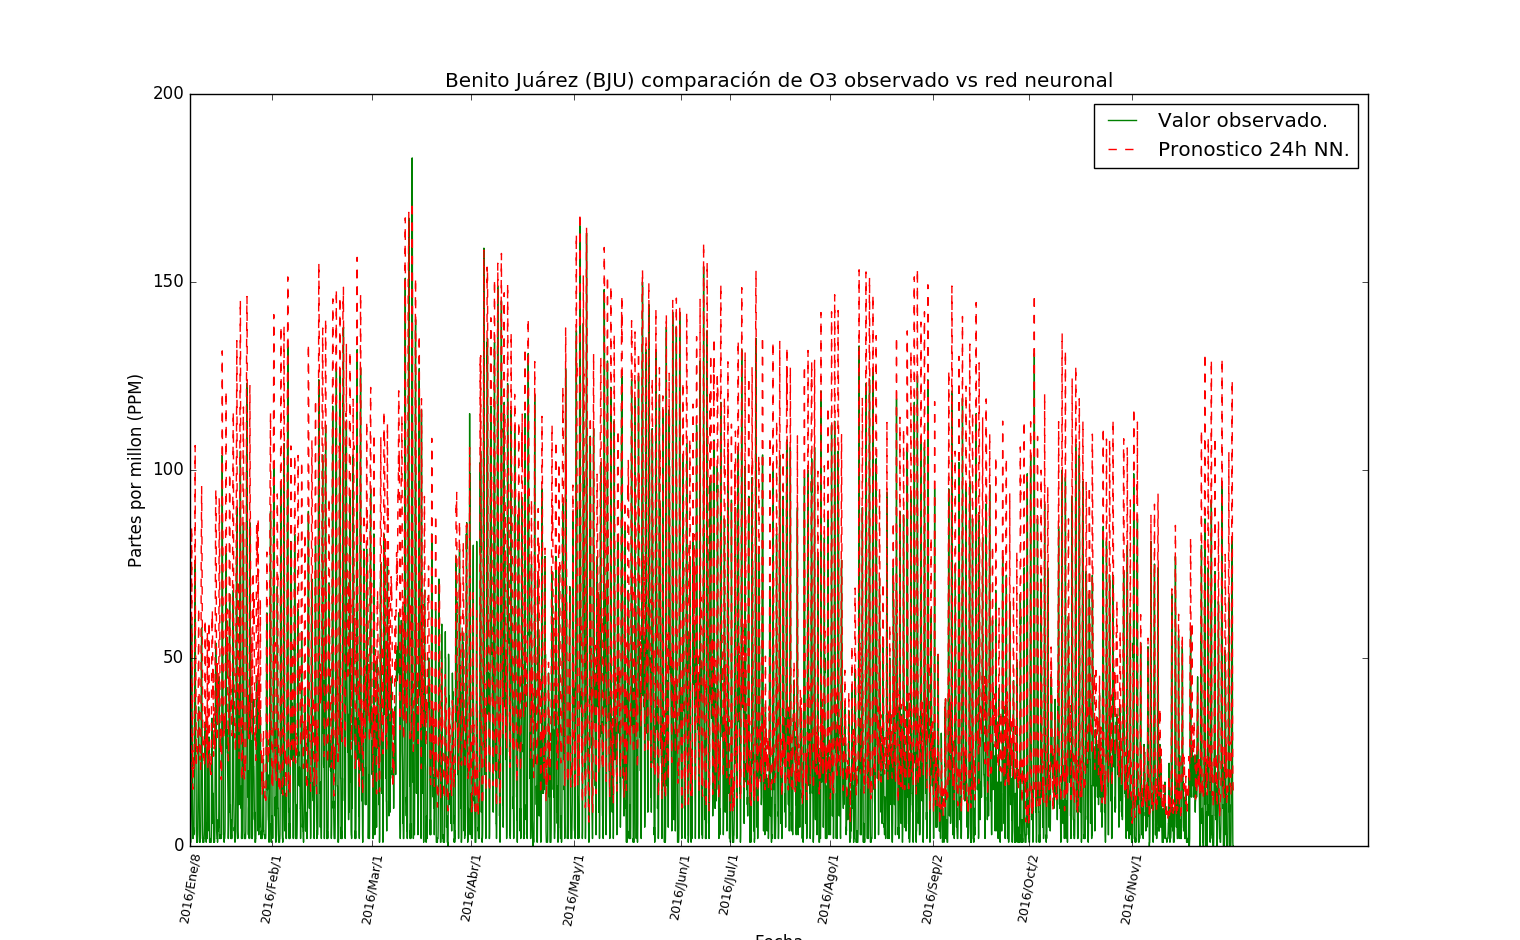 Benito Juárez (BJU) comparación de O3 observado vs red neuronal
200
150
100
50
0
Partes por millon (PPM)
Valor observado.
Pronostico 24h NN.
2016/Ene/8
2016/Feb/1
2016/Mar/1
2016/Abr/1
2016/May/1
2016/Jun/1
2016/Jul/1
2016/Ago/1
2016/Sep/2
2016/Oct/2
2016/Nov/1
Fecha